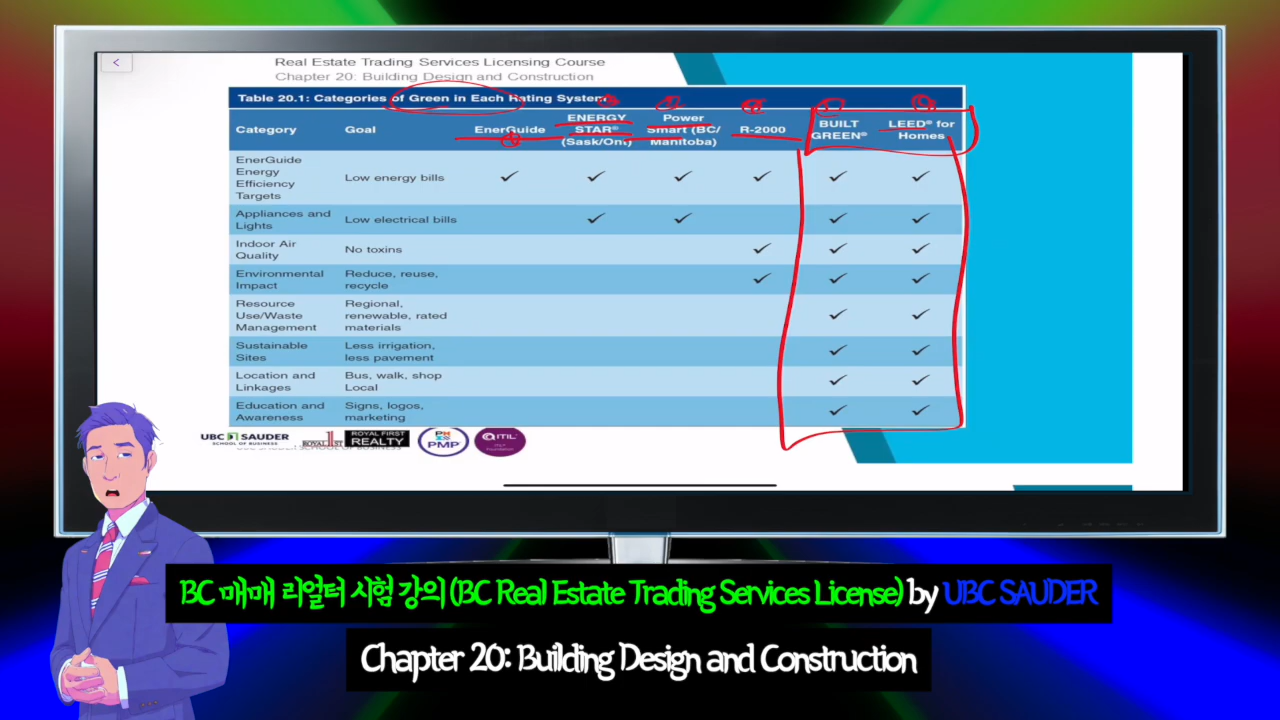 <
Real Estate Trading Services Licensing Course
Chapter 20: Building Design and Construction
Table 20.1: Categories of Green in Each Rating System
Category Goal EnerGuide ENERGY STAR® (Sask/Ont) Power Smart (BC/ Manitoba) R-2000 BUILT GREEN® LEED® for Homes
EnerGuide Energy Efficiency Targets Low energy bills ✓ ✓ ✓ ✓ ✓ ✓
Appliances and Lights Low electrical bills ✓ ✓ ✓ ✓
Indoor Air Quality No toxins ✓ ✓ ✓
Environmental Impact Reduce, reuse, recycle ✓ ✓ ✓
Resource Use/Waste Management Regional, renewable, rated materials ✓ ✓
Sustainable Sites Less irrigation, less pavement ✓ ✓
Location and Linkages Bus, walk, shop Local ✓ ✓
Education and Awareness Signs, logos, marketing ✓ ✓
UBC SAUDER
SCHOOL OF BUSINESS
ROYAL 1ST
ROYAL FIRST
REALTY
PMP
ITIL
BC 매매 리얼터 시험 강의 (BC Real Estate Trading Services License) by UBC SAUDER
Chapter 20: Building Design and Construction